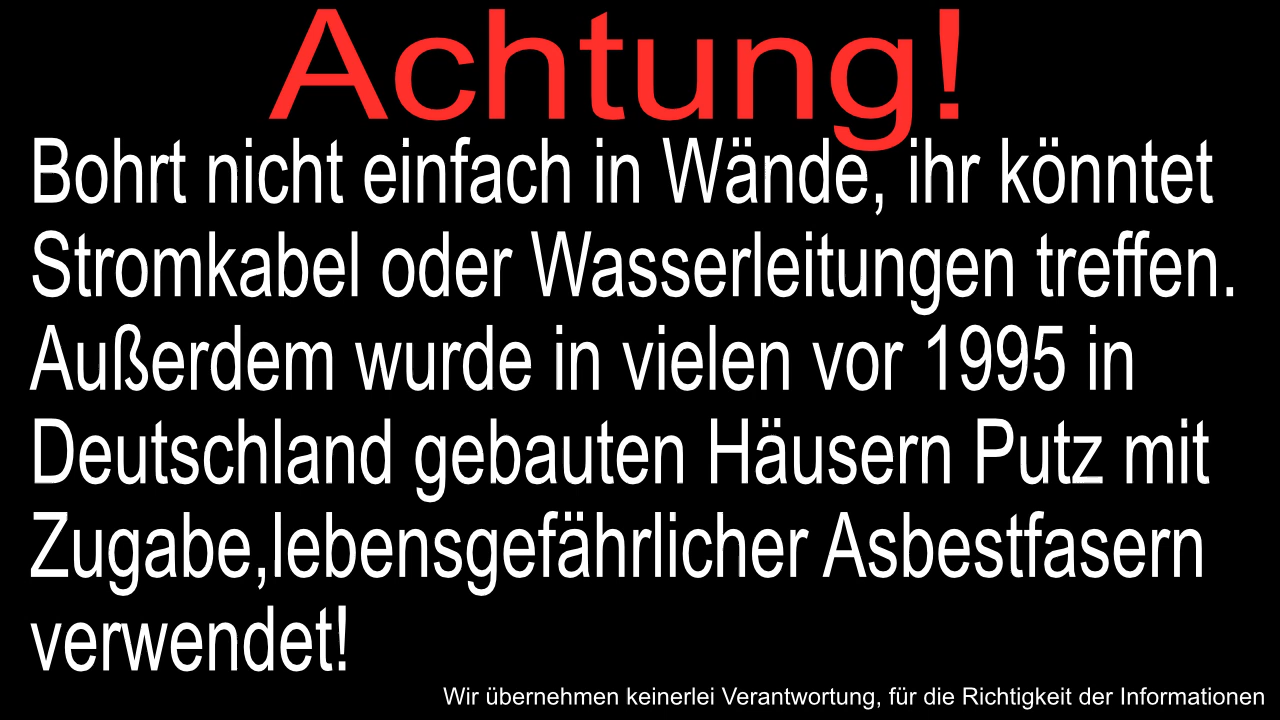 Achtung!
Bohrt nicht einfach in Wände, ihr könntet
Stromkabel oder Wasserleitungen treffen.
Außerdem wurde in vielen vor 1995 in
Deutschland gebauten Häusern Putz mit
Zugabe,lebensgefährlicher Asbestfasern
verwendet!
Wir übernehmen keinerlei Verantwortung, für die Richtigkeit der Informationen